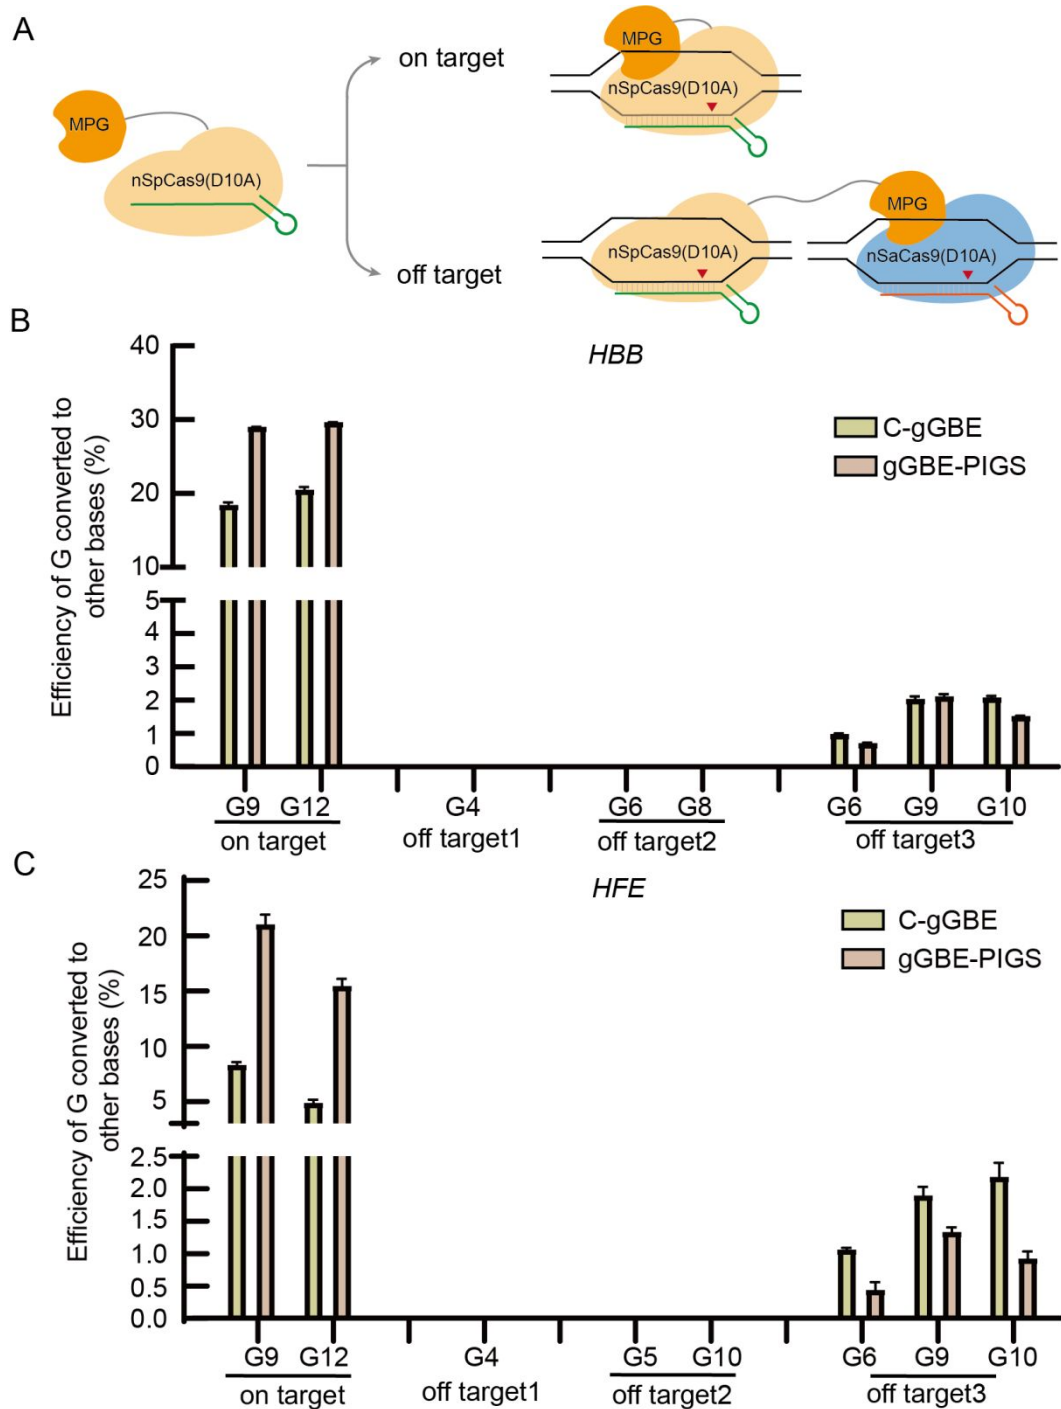 A
MPG
nSpCas9(D10A)
on target
off target
MPG
nSpCas9(D10A)
nSpCas9(D10A)
MPG
nSaCas9(D10A)
B
HBB
Efficiency of G converted to
other bases (%)
40
30
20
10
5
4
3
2
1
0
C-gGBE
gGBE-PIGS
G9 G12 G4 G6 G8 G6 G9 G10
on target off target1 off target2 off target3
C
HFE
Efficiency of G converted to
other bases (%)
25
20
15
10
5
2.5
2.0
1.5
1.0
0.5
0.0
C-gGBE
gGBE-PIGS
G9 G12 G4 G5 G10 G6 G9 G10
on target off target1 off target2 off target3